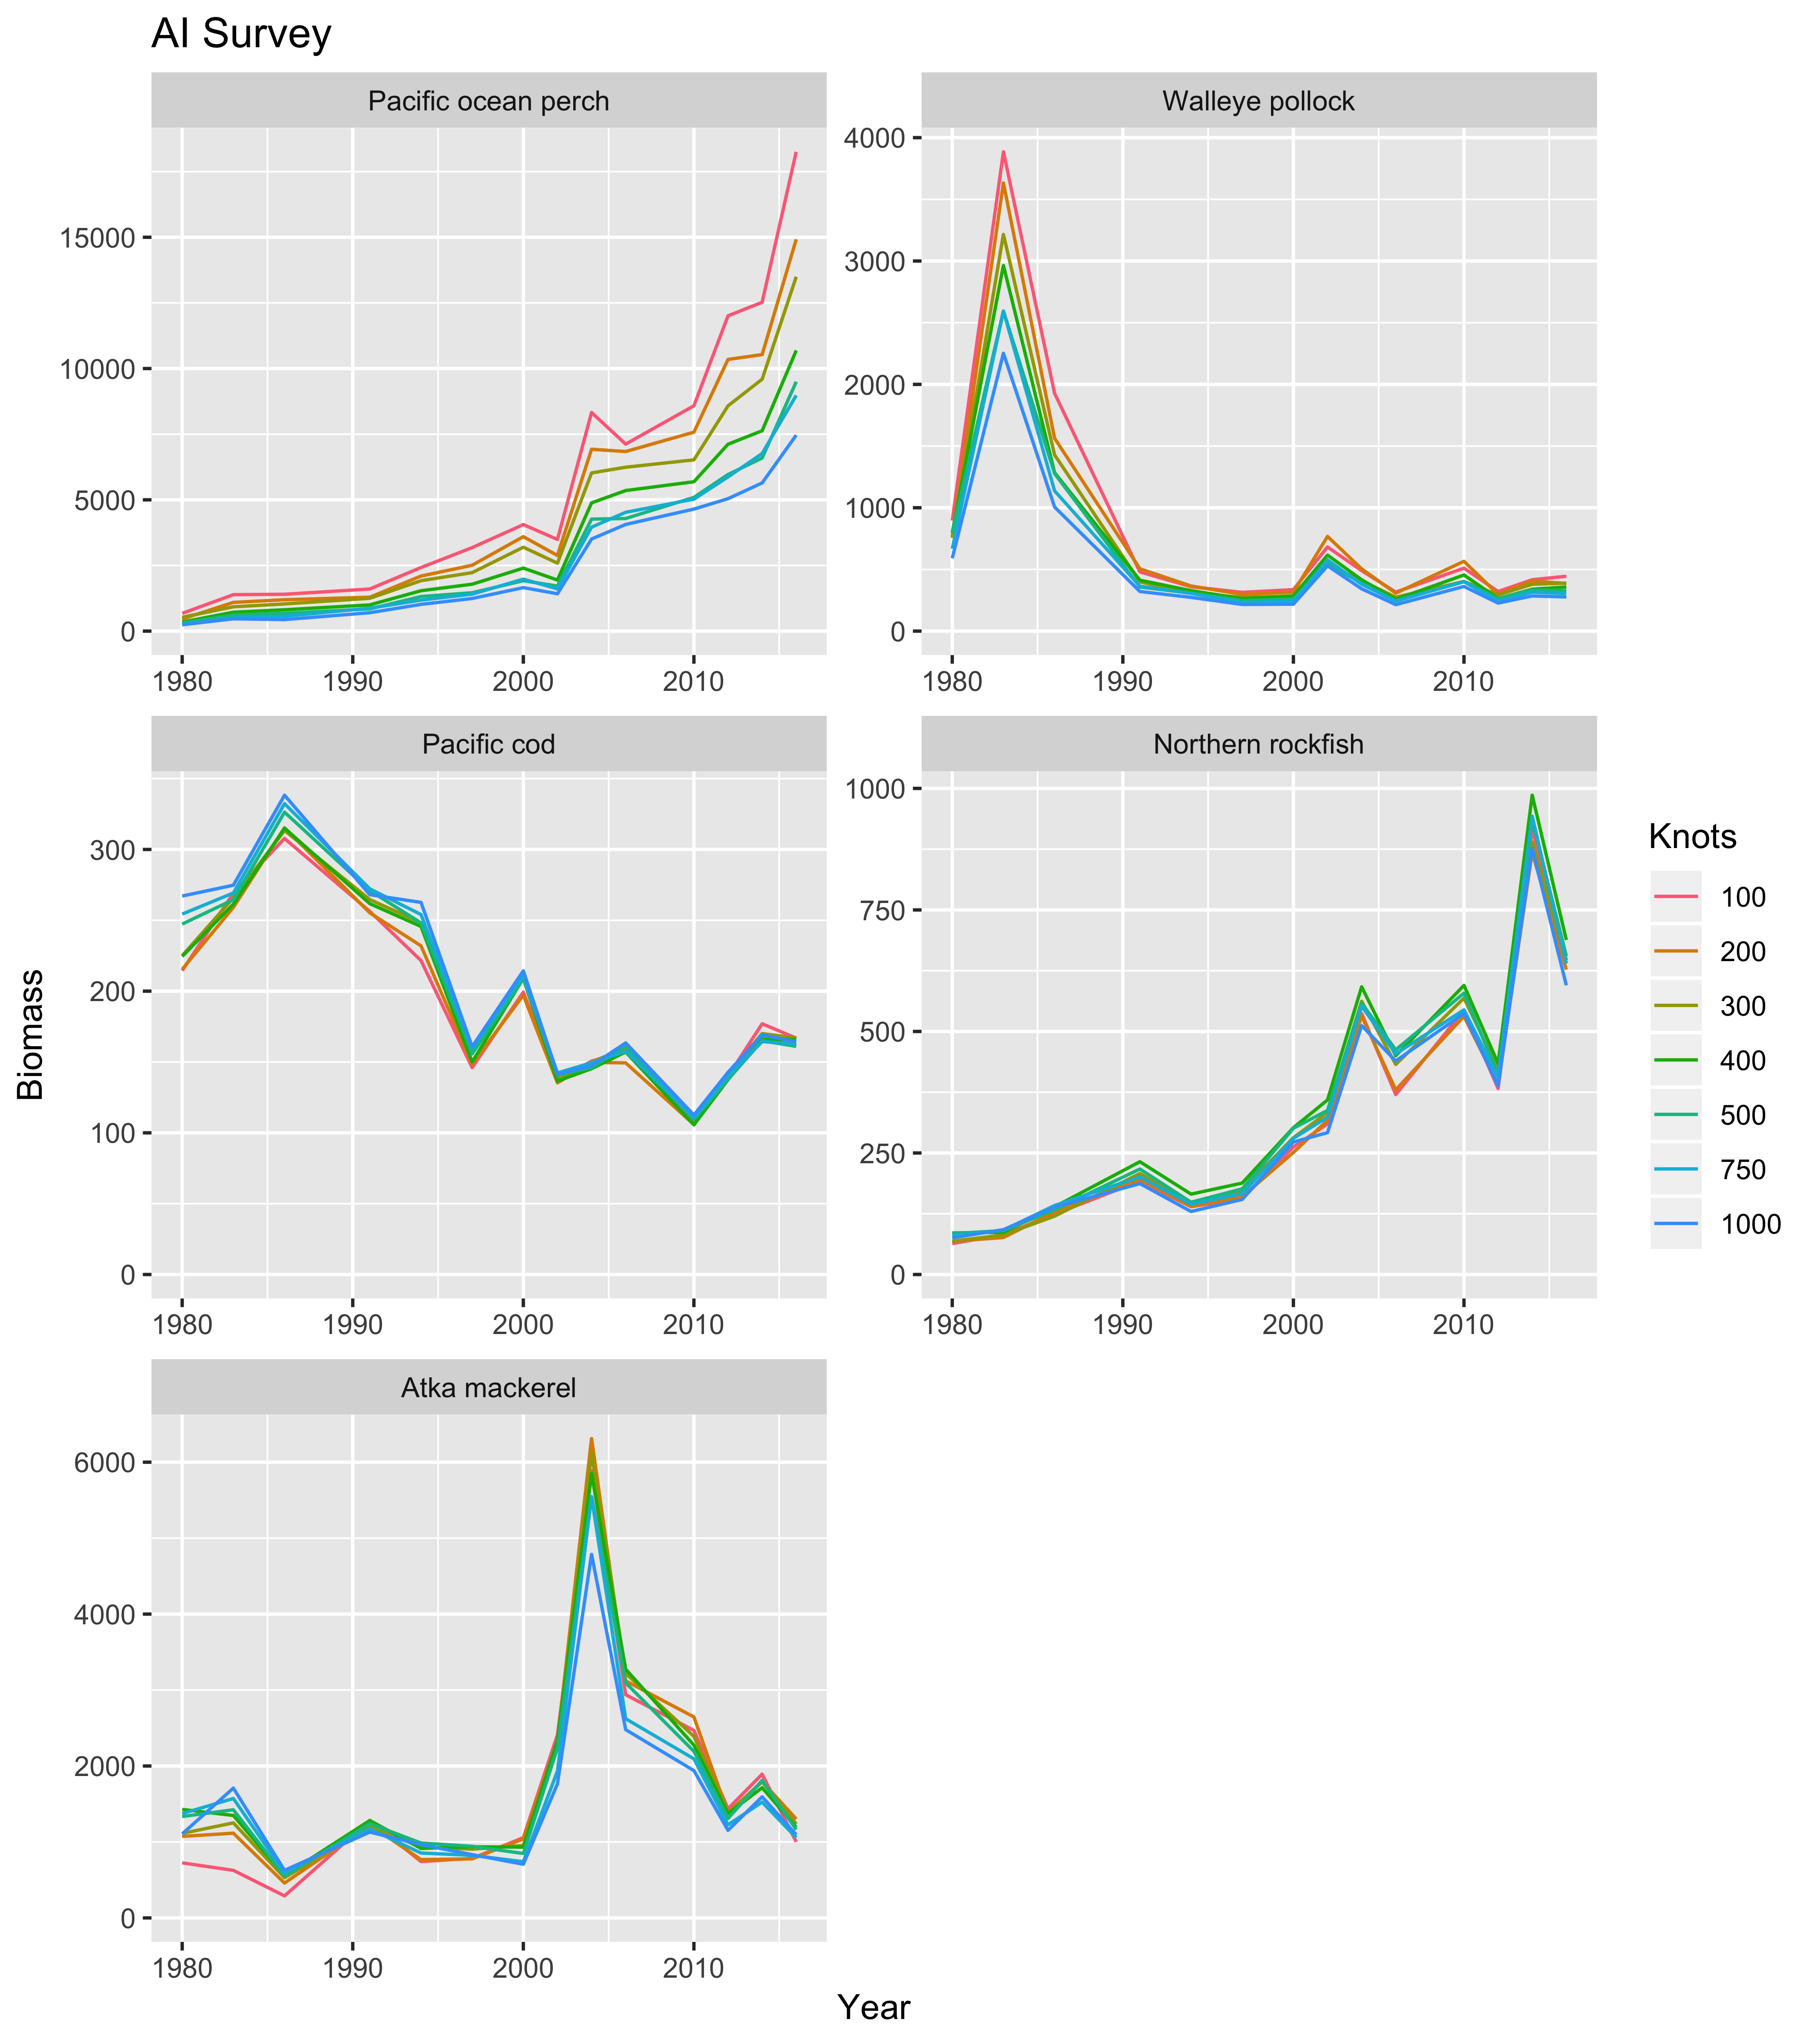 AI Survey
Pacific ocean perch
Walleye pollock
15000
10000
5000
0
4000
3000
2000
1000
0
1980 1990 2000 2010
1980 1990 2000 2010
Pacific cod
Northern rockfish
300
200
100
0
1000
750
500
250
0
1980 1990 2000 2010
1980 1990 2000 2010
Biomass
Knots
100
200
300
400
500
750
1000
Atka mackerel
6000
4000
2000
0
1980 1990 2000 2010
Year